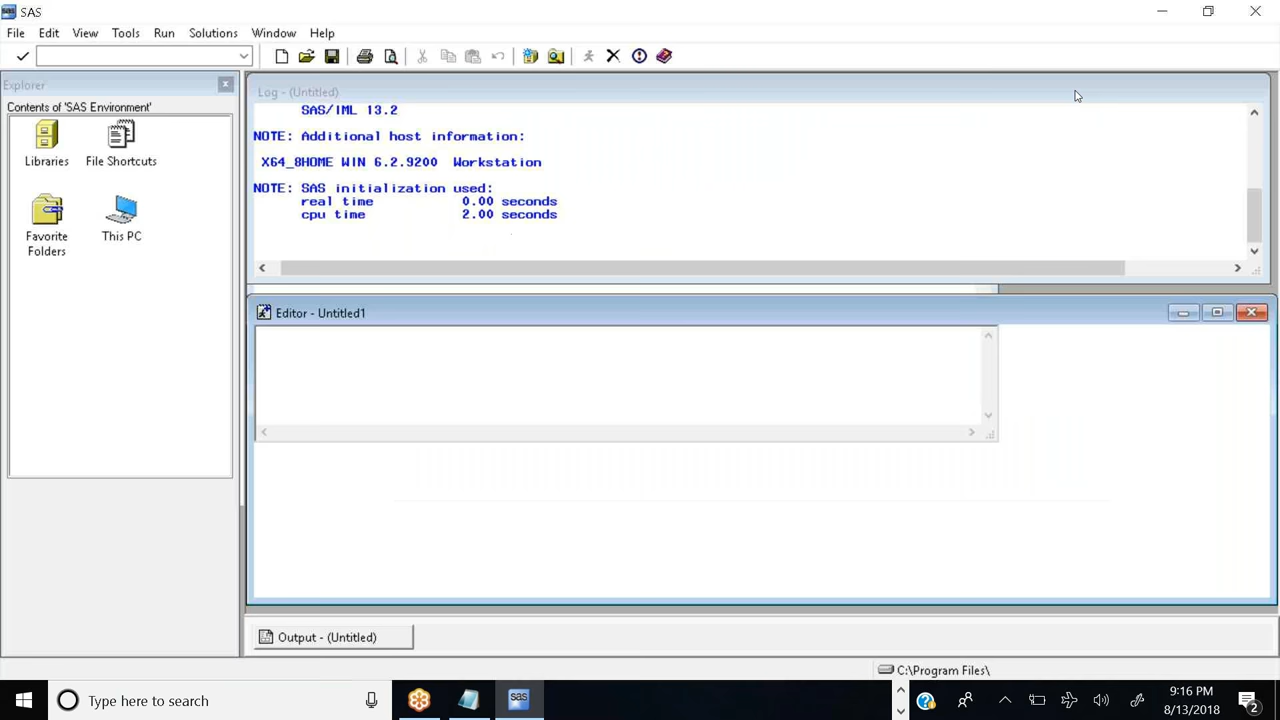 SAS
File Edit View Tools Run Solutions Window Help
Explorer
Contents of 'SAS Environment'
Libraries
File Shortcuts
Favorite
Folders
This PC
Log - (Untitled)
SAS/IML 13.2
NOTE: Additional host information:
X64_8HOME WIN 6.2.9200 Workstation
NOTE: SAS initialization used:
real time 0.00 seconds
cpu time 2.00 seconds
Editor - Untitled1
Output - (Untitled)
C:\Program Files\
Type here to search
sas
9:16 PM
8/13/2018
2